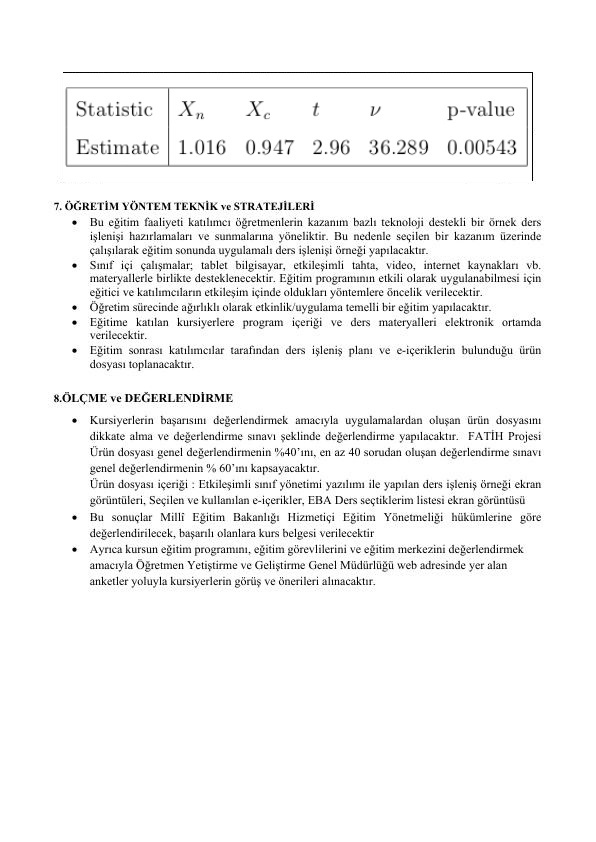 Statistic Xn Xc t ν p-value
Estimate 1.016 0.947 2.96 36.289 0.00543
7. ÖĞRETİM YÖNTEM TEKNİK ve STRATEJİLERİ
• Bu eğitim faaliyeti katılımcı öğretmenlerin kazanım bazlı teknoloji destekli bir örnek ders
işlenişi hazırlamaları ve sunmalarına yöneliktir. Bu nedenle seçilen bir kazanım üzerinde
çalışılarak eğitim sonunda uygulamalı ders işlenişi örneği yapılacaktır.
• Sınıf içi çalışmalar; tablet bilgisayar, etkileşimli tahta, video, internet kaynakları vb.
materyallerle birlikte desteklenecektir. Eğitim programının etkili olarak uygulanabilmesi için
eğitici ve katılımcıların etkileşim içinde oldukları yöntemlere öncelik verilecektir.
• Öğretim sürecinde ağırlıklı olarak etkinlik/uygulama temelli bir eğitim yapılacaktır.
• Eğitime katılan kursiyerlere program içeriği ve ders materyalleri elektronik ortamda
verilecektir.
• Eğitim sonrası katılımcılar tarafından ders işleniş planı ve e-içeriklerin bulunduğu ürün
dosyası toplanacaktır.
8.ÖLÇME ve DEĞERLENDİRME
• Kursiyerlerin başarısını değerlendirmek amacıyla uygulamalardan oluşan ürün dosyasını
dikkate alma ve değerlendirme sınavı şeklinde değerlendirme yapılacaktır. FATİH Projesi
Ürün dosyası genel değerlendirmenin %40’ını, en az 40 sorudan oluşan değerlendirme sınavı
genel değerlendirmenin % 60’ını kapsayacaktır.
Ürün dosyası içeriği : Etkileşimli sınıf yönetimi yazılımı ile yapılan ders işleniş örneği ekran
görüntüleri, Seçilen ve kullanılan e-içerikler, EBA Ders seçtiklerim listesi ekran görüntüsü
• Bu sonuçlar Millî Eğitim Bakanlığı Hizmetiçi Eğitim Yönetmeliği hükümlerine göre
değerlendirilecek, başarılı olanlara kurs belgesi verilecektir
• Ayrıca kursun eğitim programını, eğitim görevlilerini ve eğitim merkezini değerlendirmek
amacıyla Öğretmen Yetiştirme ve Geliştirme Genel Müdürlüğü web adresinde yer alan
anketler yoluyla kursiyerlerin görüş ve önerileri alınacaktır.